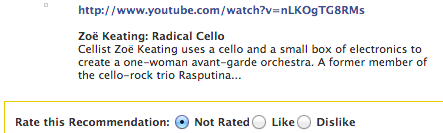 http://www.youtube.com/watch?v=nLKOgTG8RMs
Zoë Keating: Radical Cello
Cellist Zoë Keating uses a cello and a small box of electronics to
create a one-woman avant-garde orchestra. A former member of
the cello-rock trio Rasputina...
Rate this Recommendation: Not Rated Like Dislike